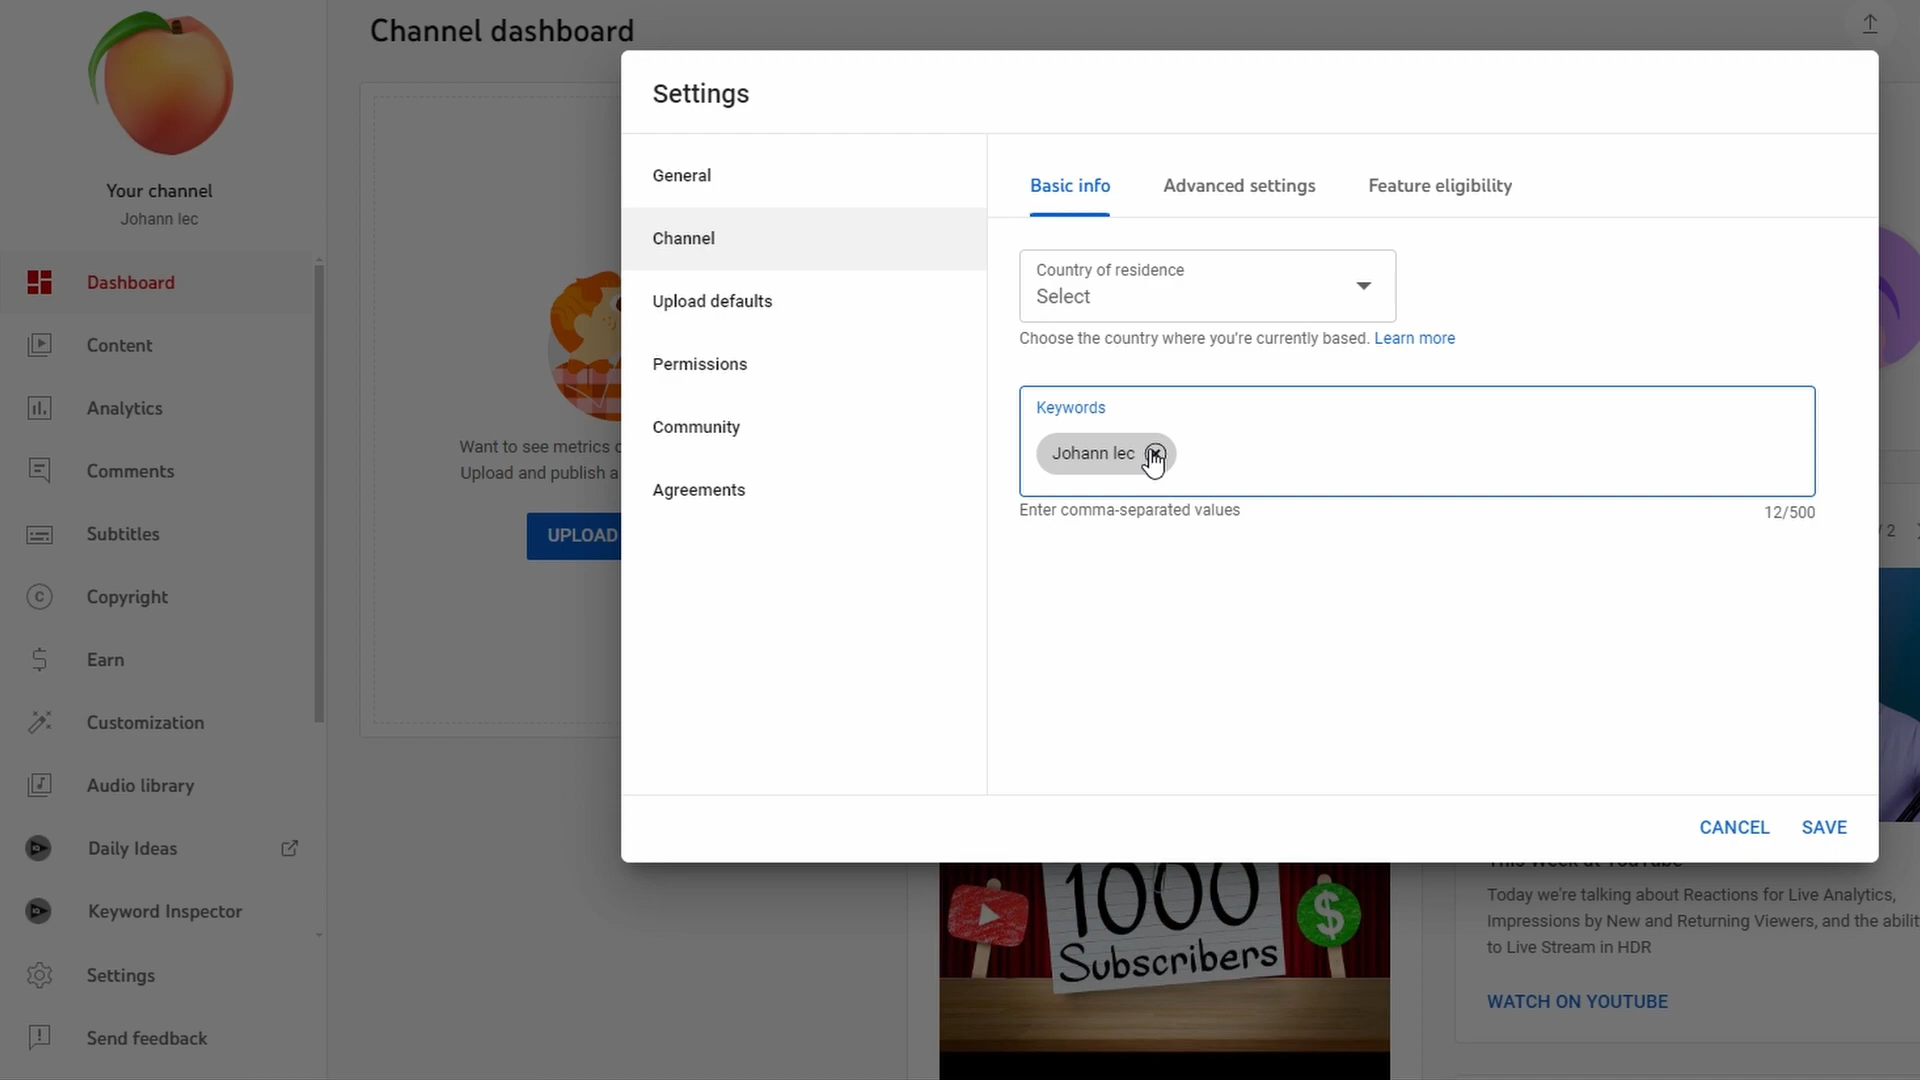 Channel dashboard
Your channel
Johann lec
Dashboard
Content
Analytics
Comments
Subtitles
Copyright
Earn
Customization
Audio library
Daily Ideas
Keyword Inspector
Settings
Send feedback
Want to see metrics
Upload and publish a
UPLOAD
Settings
General
Channel
Upload defaults
Permissions
Community
Agreements
Basic info
Advanced settings
Feature eligibility
Country of residence
Select
Choose the country where you're currently based. Learn more
Keywords
Johann lec
Enter comma-separated values
12/500
CANCEL
SAVE
/ 2
1000
Subscribers
$
This Week at YouTube
Today we're talking about Reactions for Live Analytics,
Impressions by New and Returning Viewers, and the
to Live Stream in HDR
WATCH ON YOUTUBE